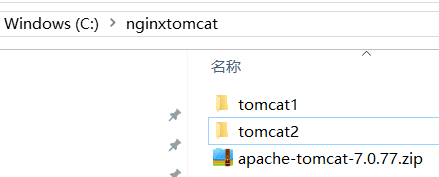 Windows (C:) > nginxtomcat
名称
tomcat1
tomcat2
apache-tomcat-7.0.77.zip